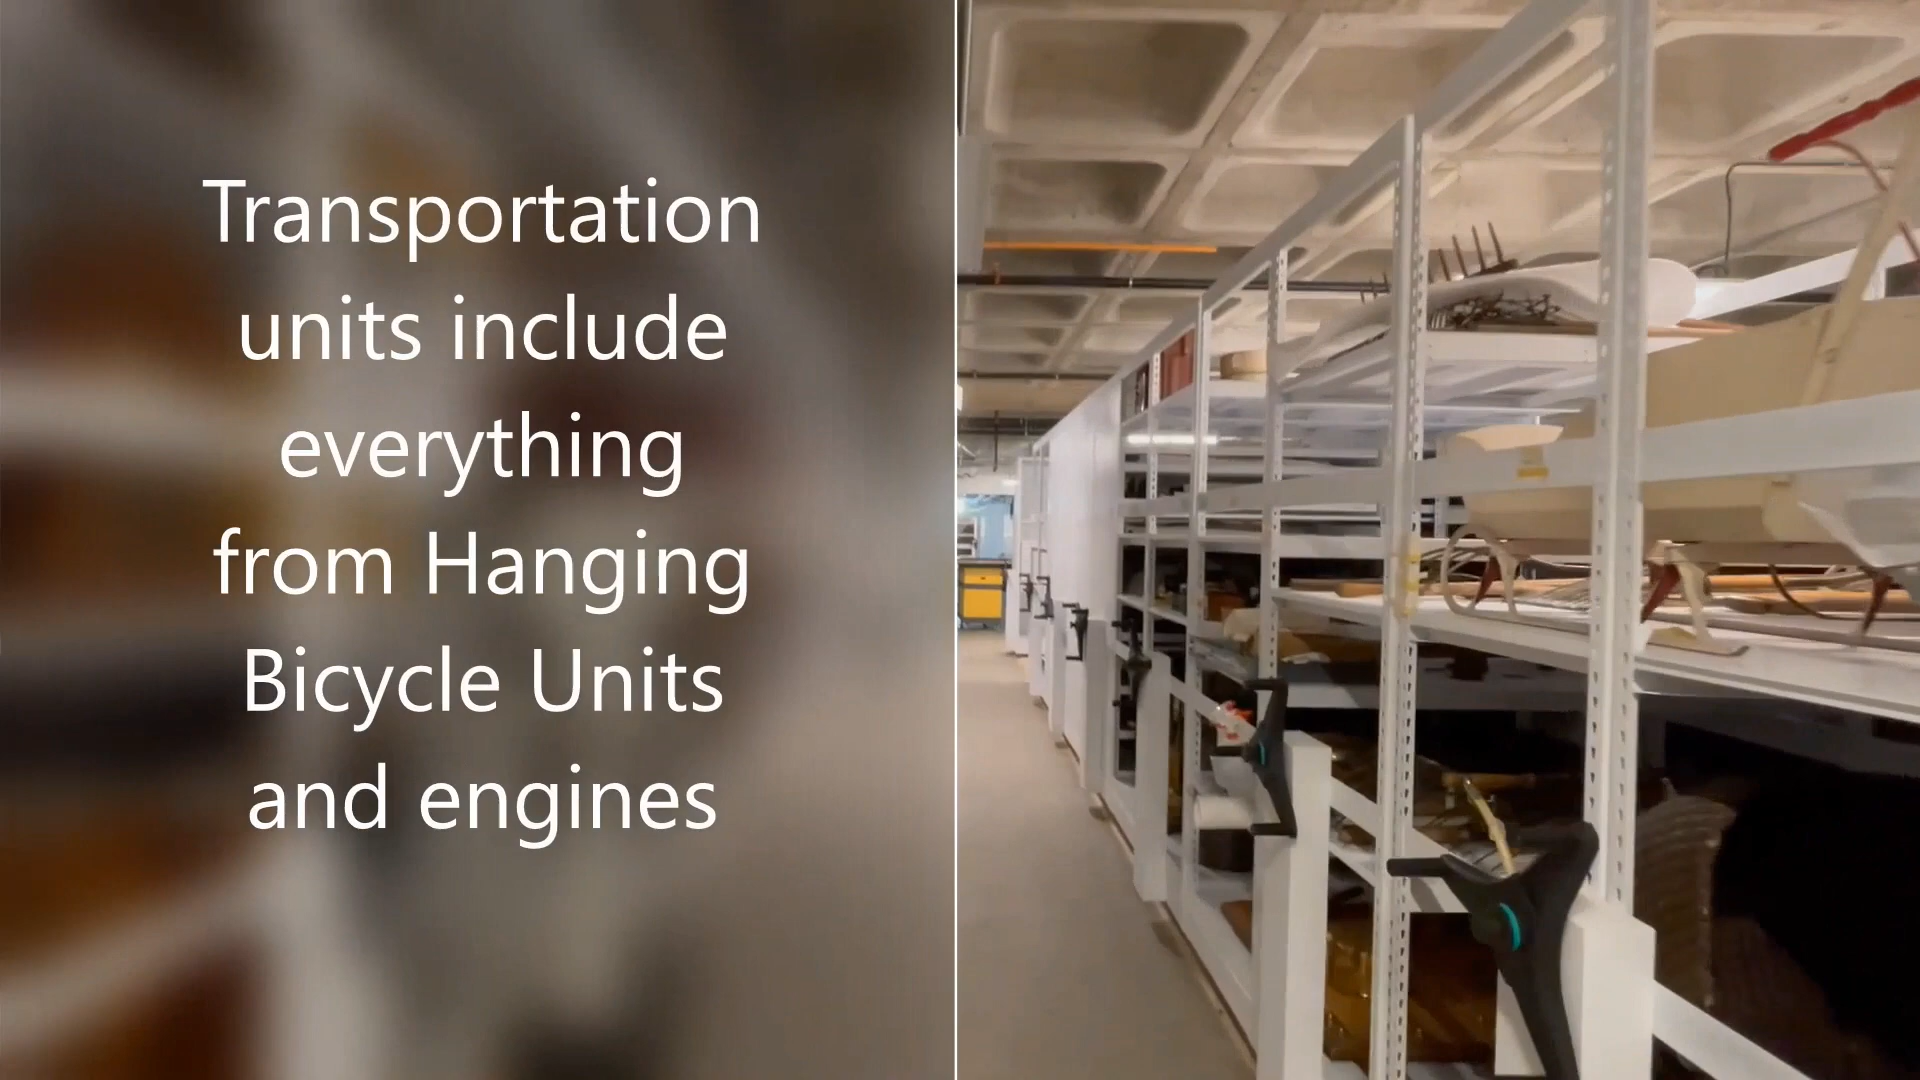 Transportation
units include
everything
from Hanging
Bicycle Units
and engines